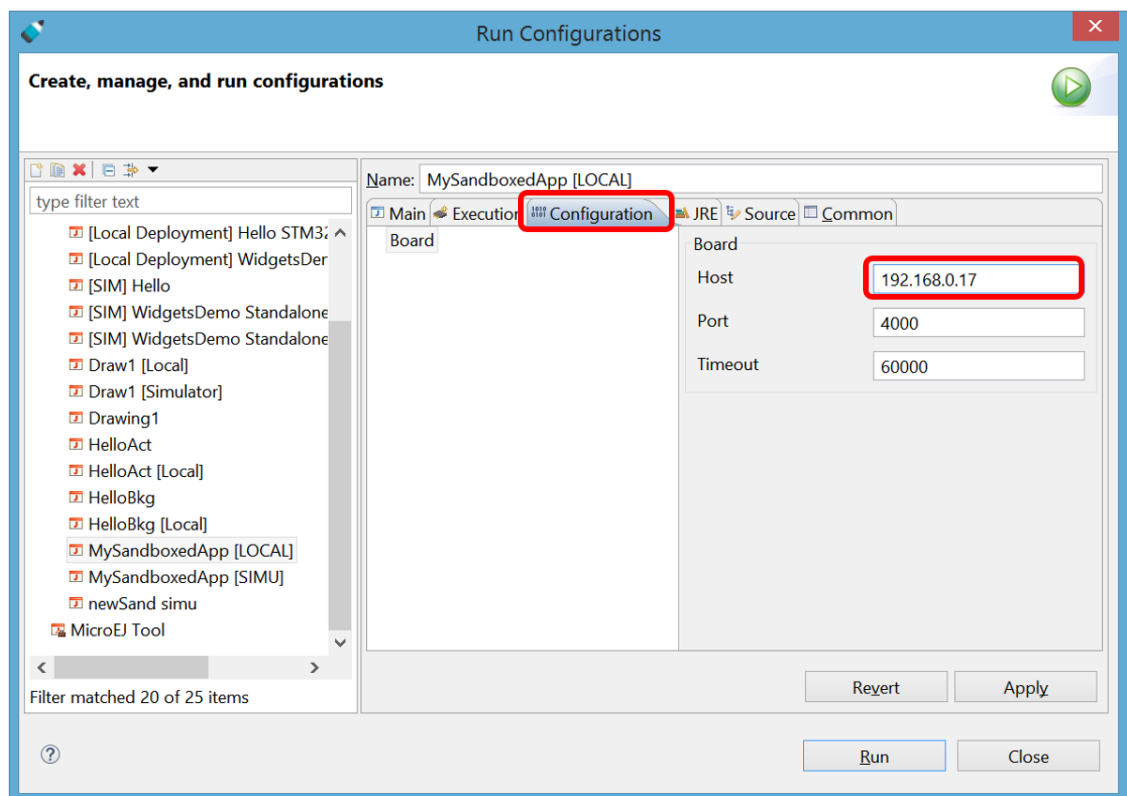 Run Configurations
Create, manage, and run configurations
type filter text
[Local Deployment] Hello STM32
[Local Deployment] WidgetsDer
[SIM] Hello
[SIM] WidgetsDemo Standalone
[SIM] WidgetsDemo Standalone
Draw1 [Local]
Draw1 [Simulator]
Drawing1
HelloAct
HelloAct [Local]
HelloBkg
HelloBkg [Local]
MySandboxedApp [LOCAL]
MySandboxedApp [SIMU]
newSand simu
MicroEJ Tool
Filter matched 20 of 25 items
Name: MySandboxedApp [LOCAL]
Main Execution Configuration JRE Source Common
Board
Board
Host 192.168.0.17
Port 4000
Timeout 60000
Revert Apply
Run Close